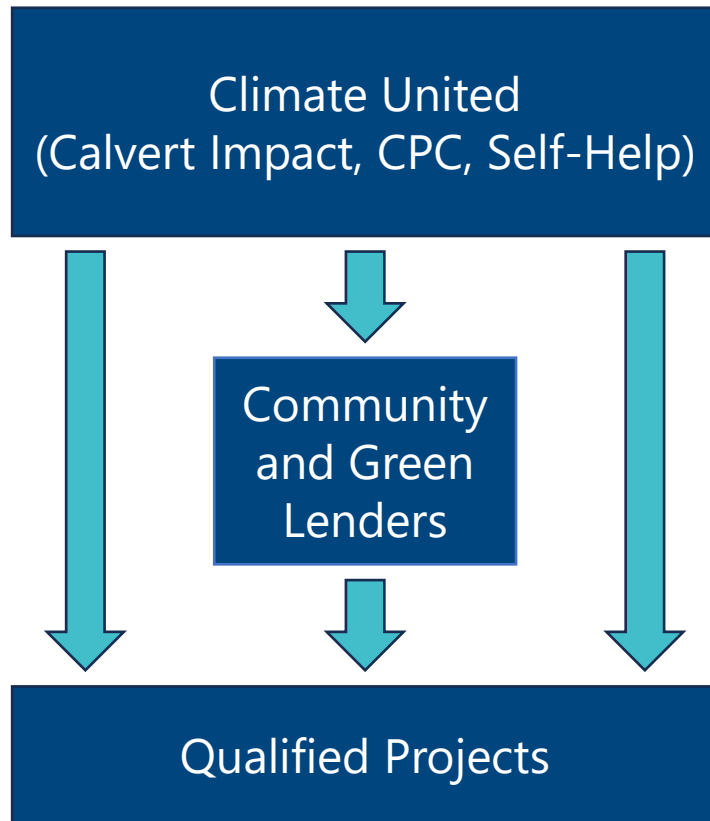 Climate United
(Calvert Impact, CPC, Self-Help)
Community
and Green
Lenders
Qualified Projects